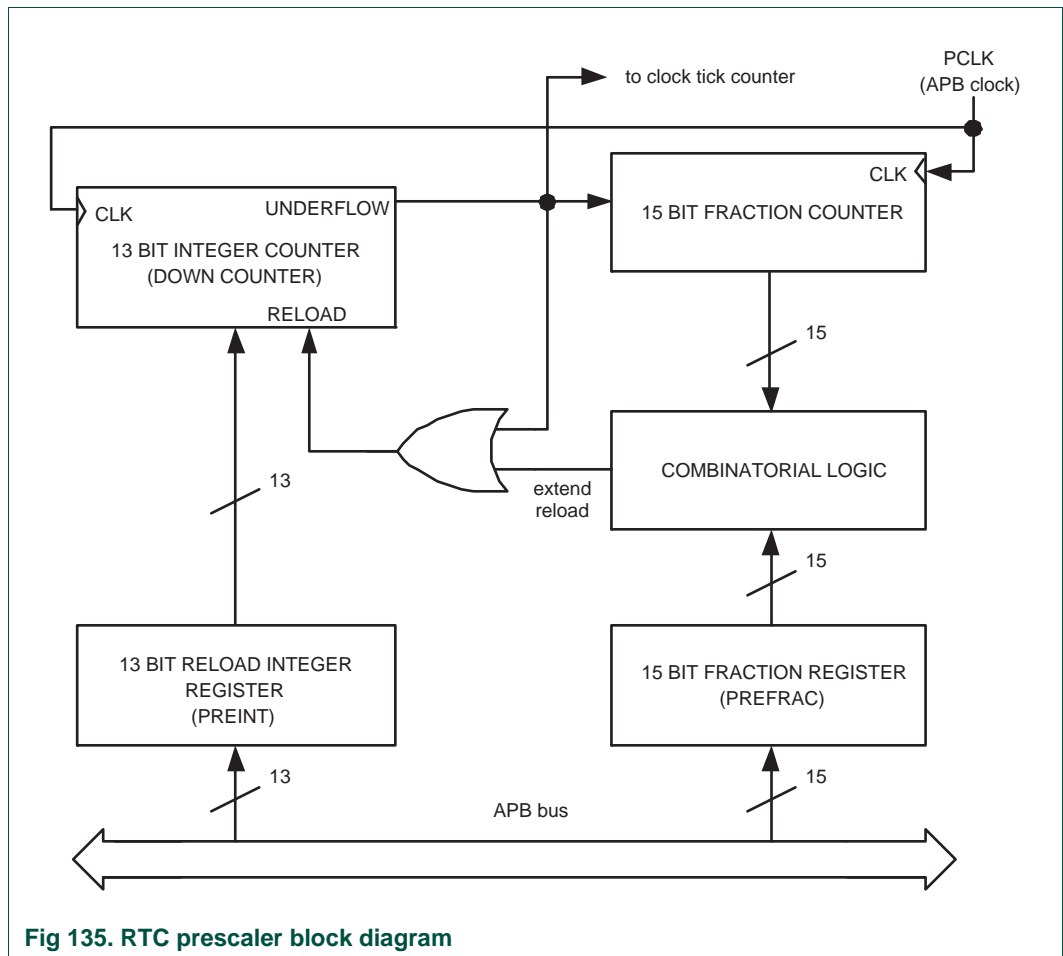 PCLK
(APB clock)
to clock tick counter
CLK
UNDERFLOW
13 BIT INTEGER COUNTER
(DOWN COUNTER)
RELOAD
CLK
15 BIT FRACTION COUNTER
15
COMBINATORIAL LOGIC
extend
reload
13
15
13 BIT RELOAD INTEGER
REGISTER
(PREINT)
15 BIT FRACTION REGISTER
(PREFRAC)
13
15
APB bus
Fig 135. RTC prescaler block diagram